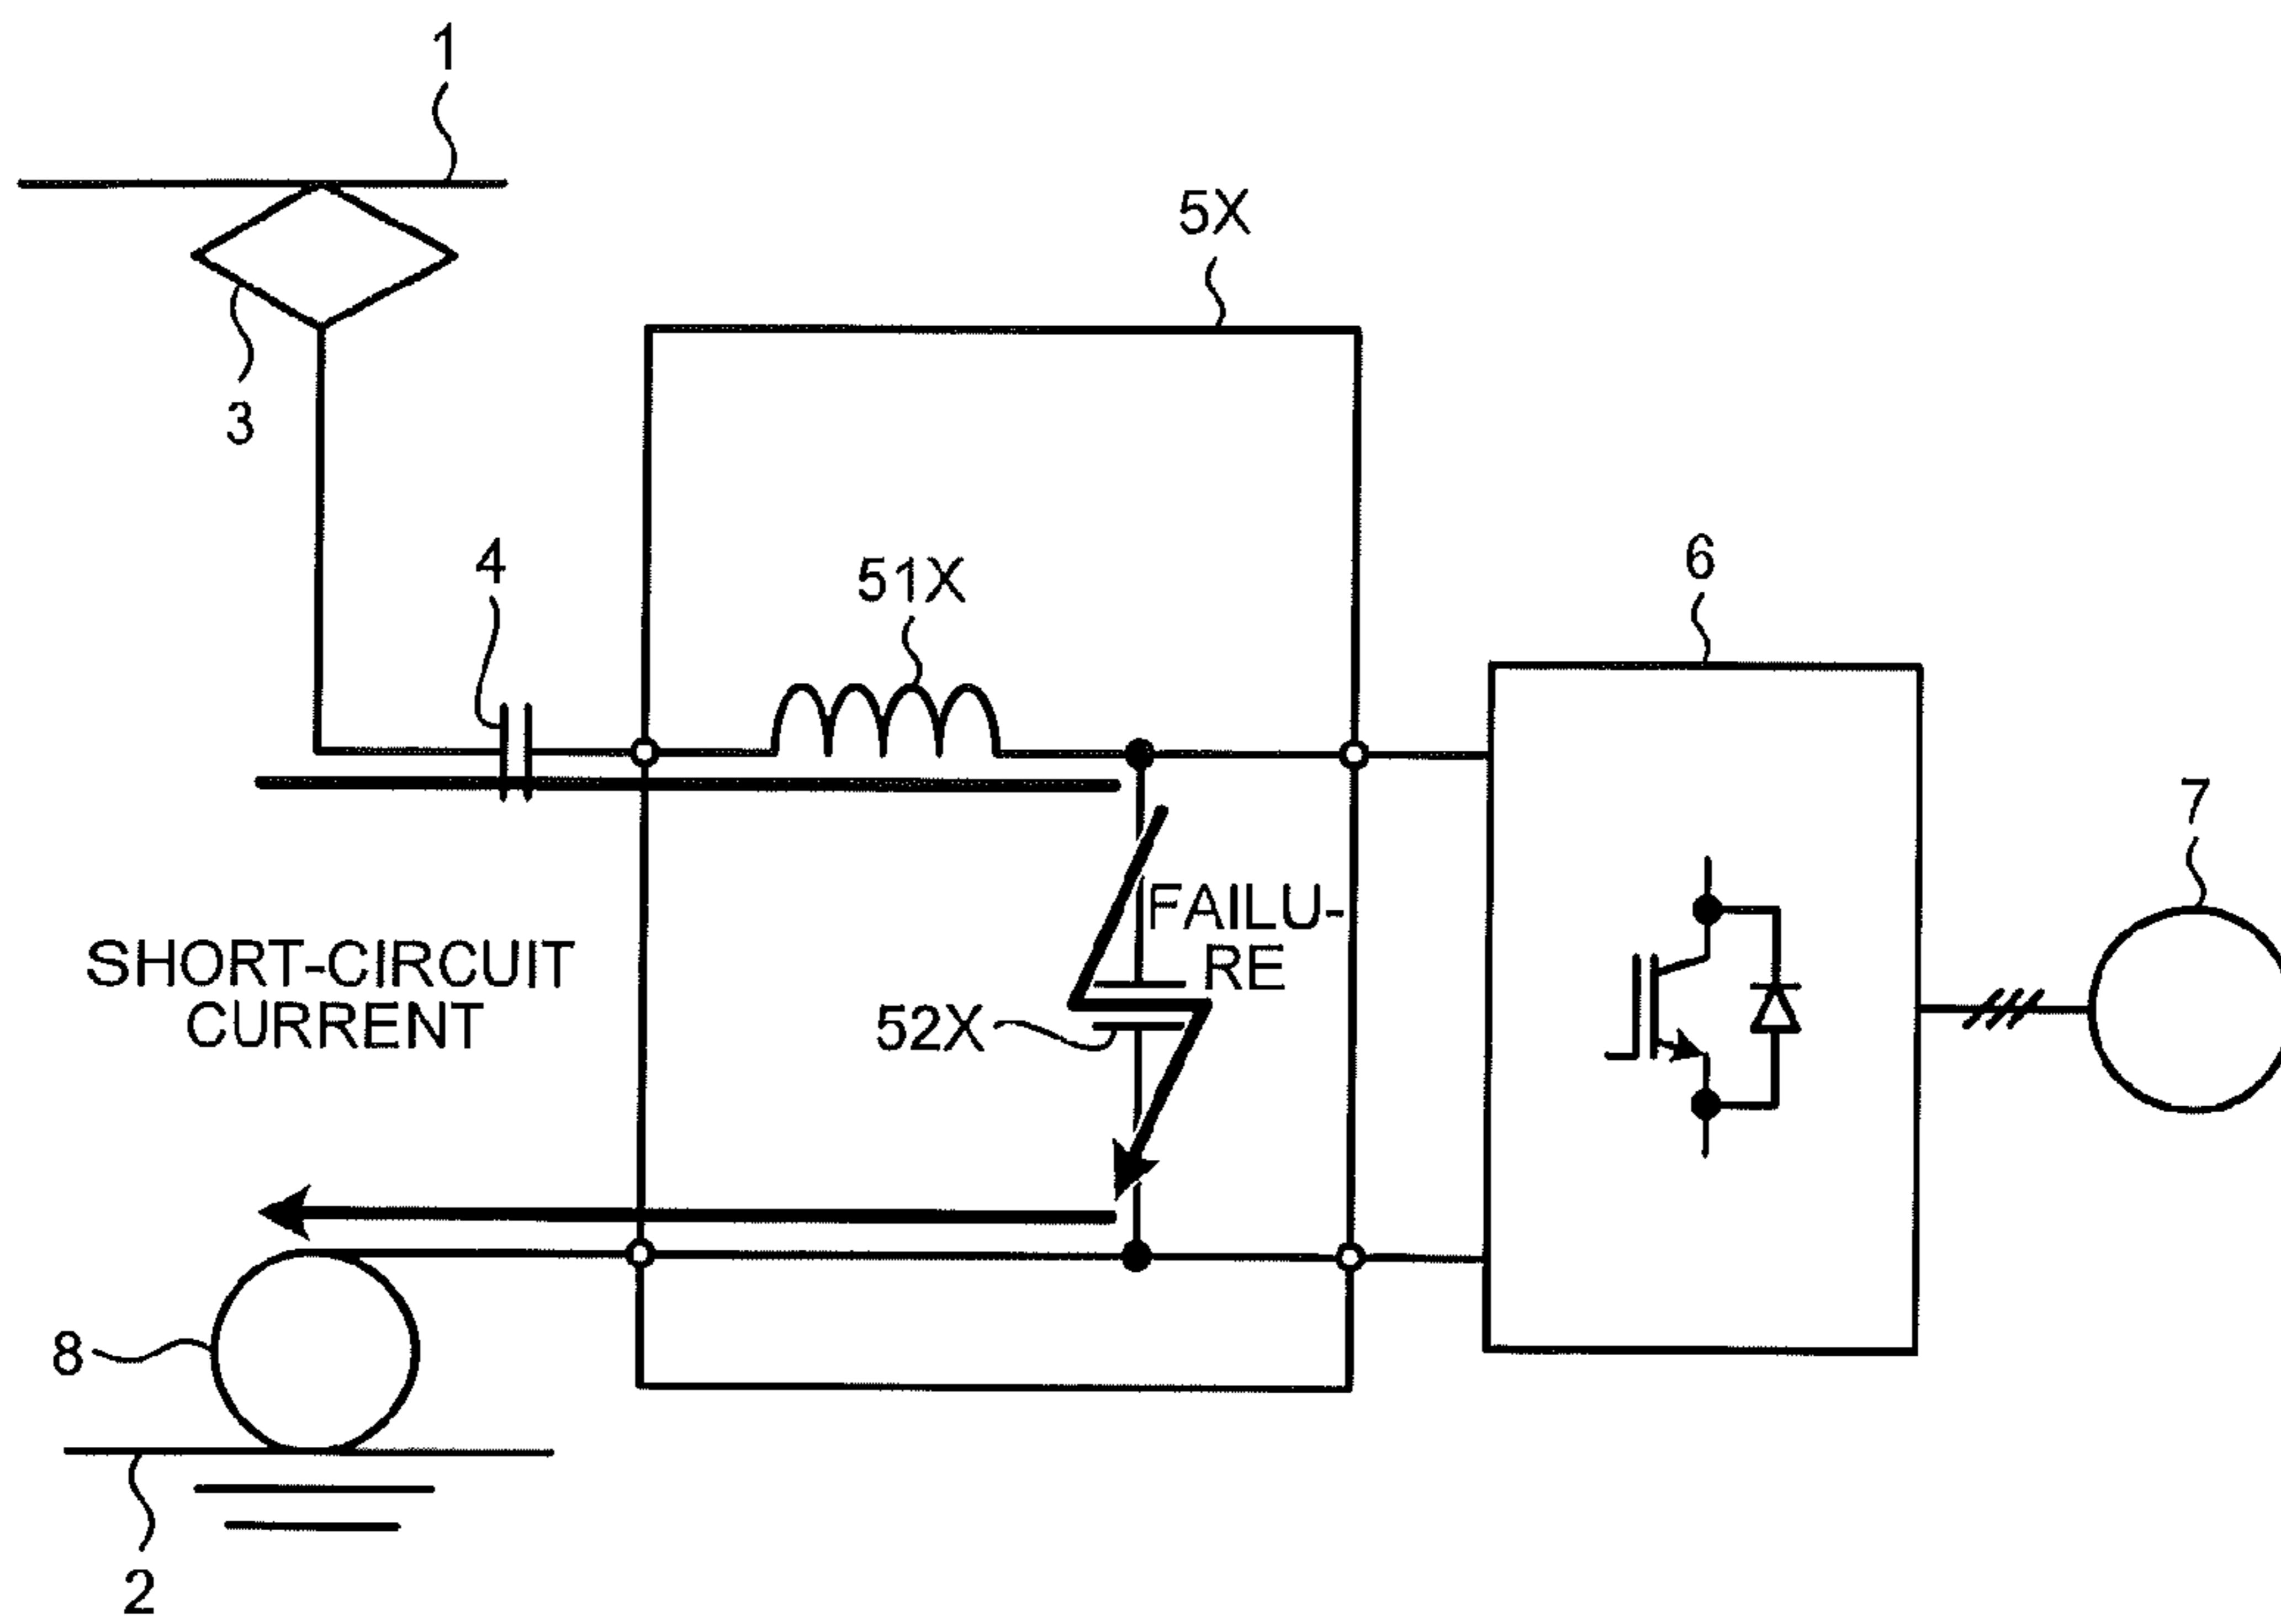 1
5X
3
4
51X
6
7
FAILU-
RE
SHORT-CIRCUIT
CURRENT
52X
8
2